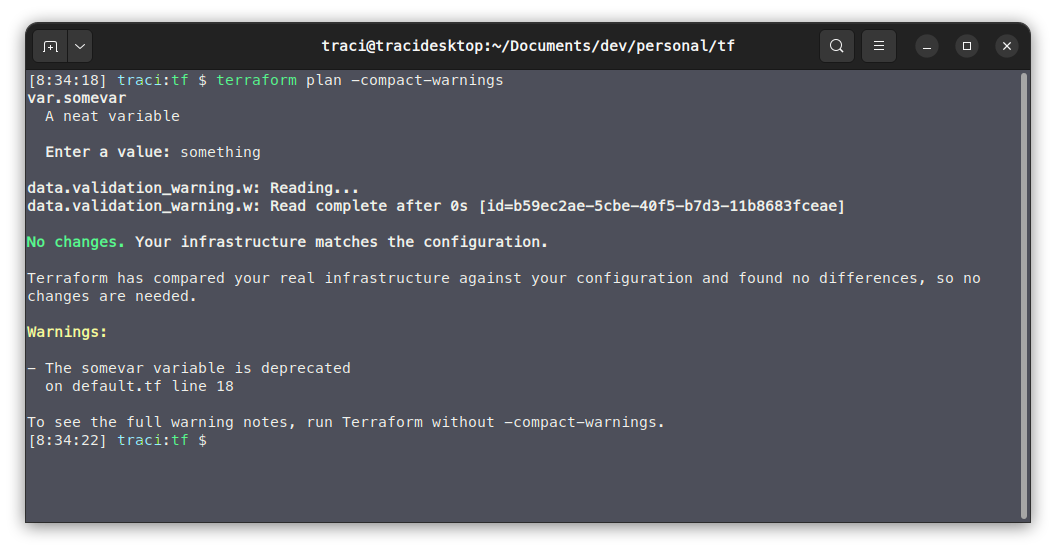 traci@tracidesktop:~/Documents/dev/personal/tf
[8:34:18] traci:tf $ terraform plan -compact-warnings
var.somevar
  A neat variable

  Enter a value: something

data.validation_warning.w: Reading...
data.validation_warning.w: Read complete after 0s [id=b59ec2ae-5cbe-40f5-b7d3-11b8683fceae]

No changes. Your infrastructure matches the configuration.

Terraform has compared your real infrastructure against your configuration and found no differences, so no
changes are needed.

Warnings:

- The somevar variable is deprecated
  on default.tf line 18

To see the full warning notes, run Terraform without -compact-warnings.
[8:34:22] traci:tf $